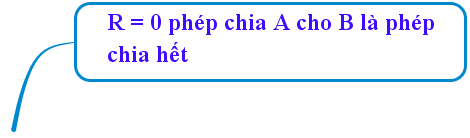 R = 0 phép chia A cho B là phép
chia hết